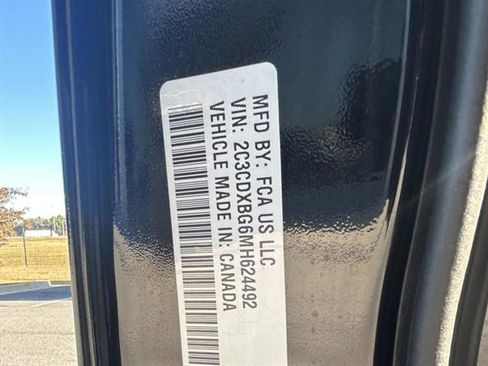 MFD BY: FCA US LLC
VIN: 2C3CDXBG6MH624492
VEHICLE MADE IN: CANADA